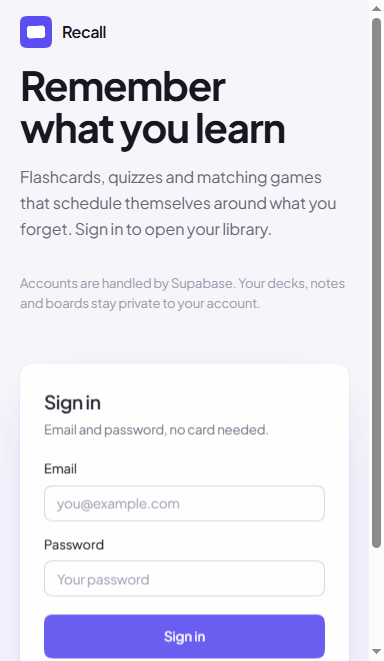 Recall
Remember
what you learn
Flashcards, quizzes and matching games
that schedule themselves around what you
forget. Sign in to open your library.
Accounts are handled by Supabase. Your decks, notes
and boards stay private to your account.
Sign in
Email and password, no card needed.
Email
you@example.com
Password
Your password
Sign in